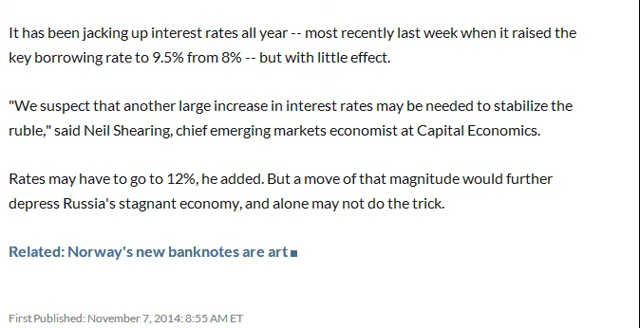 It has been jacking up interest rates all year -- most recently last week when it raised the
key borrowing rate to 9.5% from 8% -- but with little effect.
"We suspect that another large increase in interest rates may be needed to stabilize the
ruble," said Neil Shearing, chief emerging markets economist at Capital Economics.
Rates may have to go to 12%, he added. But a move of that magnitude would further
depress Russia's stagnant economy, and alone may not do the trick.
Related: Norway's new banknotes are art
First Published: November 7, 2014: 8:55 AM ET